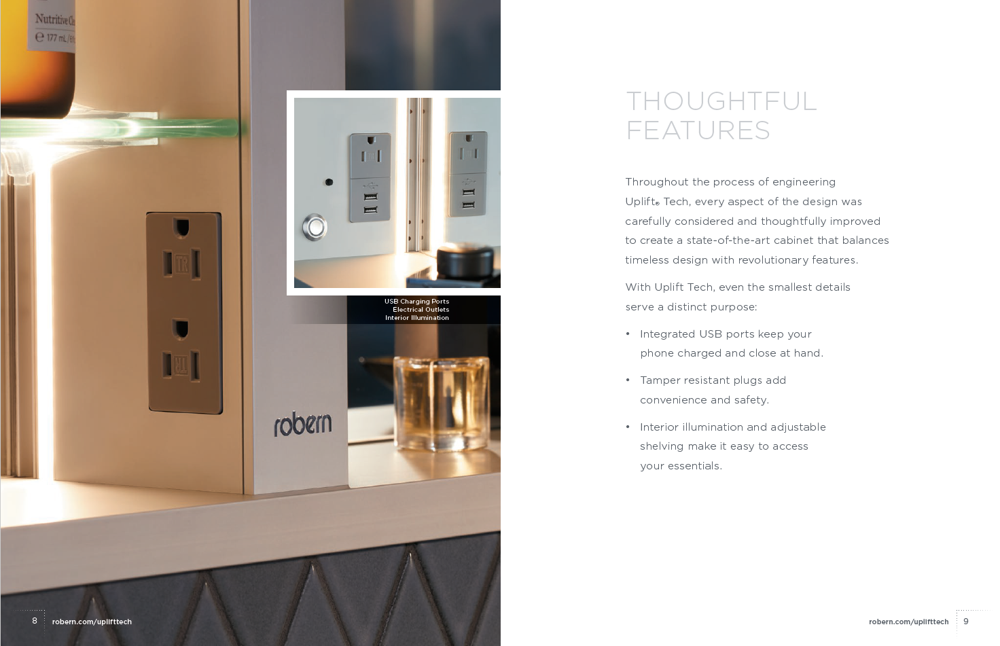 Nutritive
℮ 177 mL/6
TR
TR
robern
USB Charging Ports
Electrical Outlets
Interior Illumination
8
robern.com/uplifttech
THOUGHTFUL
FEATURES
Throughout the process of engineering
Uplift® Tech, every aspect of the design was
carefully considered and thoughtfully improved
to create a state-of-the-art cabinet that balances
timeless design with revolutionary features.
With Uplift Tech, even the smallest details
serve a distinct purpose:
• Integrated USB ports keep your
phone charged and close at hand.
• Tamper resistant plugs add
convenience and safety.
• Interior illumination and adjustable
shelving make it easy to access
your essentials.
robern.com/uplifttech
9